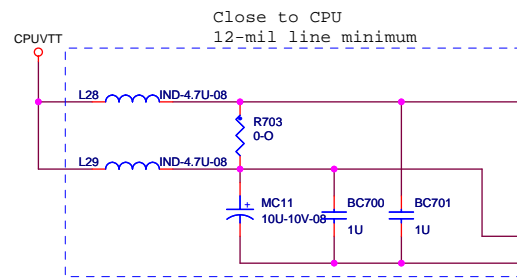 Close to CPU
12-mil line minimum
CPUVTT
L28 IND-4.7U-08
R703
0-O
L29 IND-4.7U-08
MC11
10U-10V-08
BC700
1U
BC701
1U
+